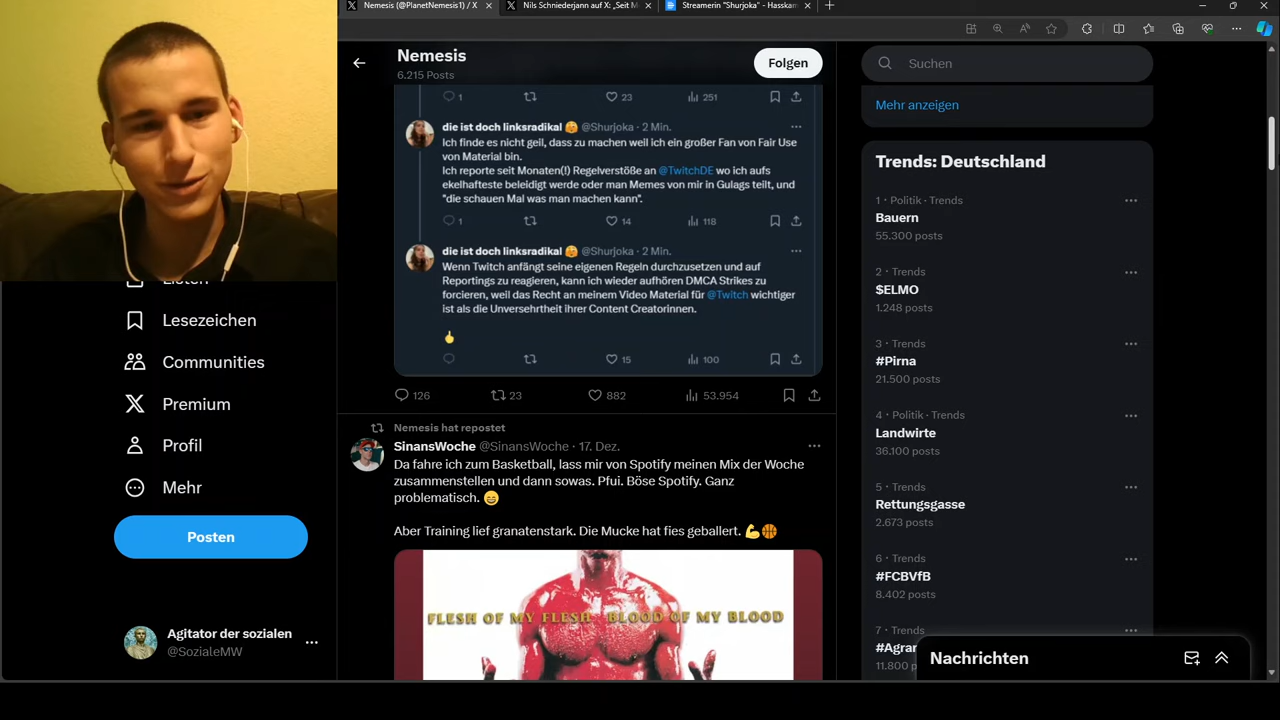 Nemesis (@PlanetNemesis1) / X
Nils Schniederjann auf X: „Seit M
Streamerin "Shurjoka" - Hasskam
Nemesis
6.215 Posts
Folgen
Suchen
1
23
251
Mehr anzeigen
die ist doch linksradikal 🥰 @Shurjoka · 2 Min.
Ich finde es nicht geil, dass zu machen weil ich ein großer Fan von Fair Use
von Material bin.
Ich reporte seit Monaten(!) Regelverstöße an @TwitchDE wo ich aufs
ekelhafteste beleidigt werde oder man Memes von mir in Gulags teilt, und
"die schauen Mal was man machen kann".
1
14
118
die ist doch linksradikal 🥰 @Shurjoka · 2 Min.
Wenn Twitch anfängt seine eigenen Regeln durchzusetzen und auf
Reportings zu reagieren, kann ich wieder aufhören DMCA Strikes zu
forcieren, weil das Recht an meinem Video Material für @Twitch wichtiger
ist als die Unversehrtheit ihrer Content Creatorinnen.
🖕
15
100
126
23
882
53.954
Nemesis hat repostet
SinansWoche @SinansWoche · 17. Dez.
Da fahre ich zum Basketball, lass mir von Spotify meinen Mix der Woche
zusammenstellen und dann sowas. Pfui. Böse Spotify. Ganz
problematisch. 😄
Aber Training lief granatenstark. Die Mucke hat fies geballert. 💪🏀
FLESH OF MY FLESH BLOOD OF MY BLOOD
Listen
Lesezeichen
Communities
Premium
Profil
Mehr
Posten
Agitator der sozialen
@SozialeMW
Trends: Deutschland
1 · Politik · Trends
Bauern
55.300 posts
2 · Trends
$ELMO
1.248 posts
3 · Trends
#Pirna
21.500 posts
4 · Politik · Trends
Landwirte
36.100 posts
5 · Trends
Rettungsgasse
2.673 posts
6 · Trends
#FCBVfB
8.402 posts
7 · Trends
#Agrar
11.800 po
Nachrichten